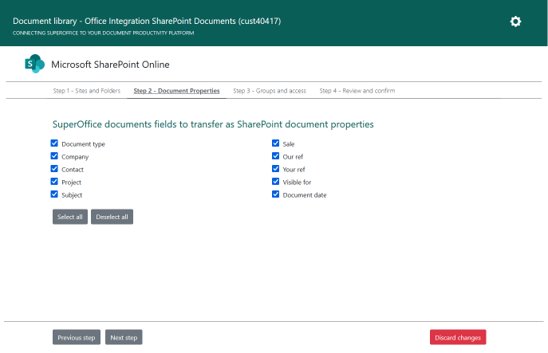 Document library - Office Integration SharePoint Documents (cust40417)
CONNECTING SUPEROFFICE TO YOUR DOCUMENT PRODUCTIVITY PLATFORM
S
Microsoft SharePoint Online
Step 1 - Sites and Folders Step 2 - Document Properties Step 3 - Groups and access Step 4 - Review and confirm
SuperOffice documents fields to transfer as SharePoint document properties
Document type
Company
Contact
Project
Subject
Sale
Our ref
Your ref
Visible for
Document date
Select all Deselect all
Previous step Next step Discard changes